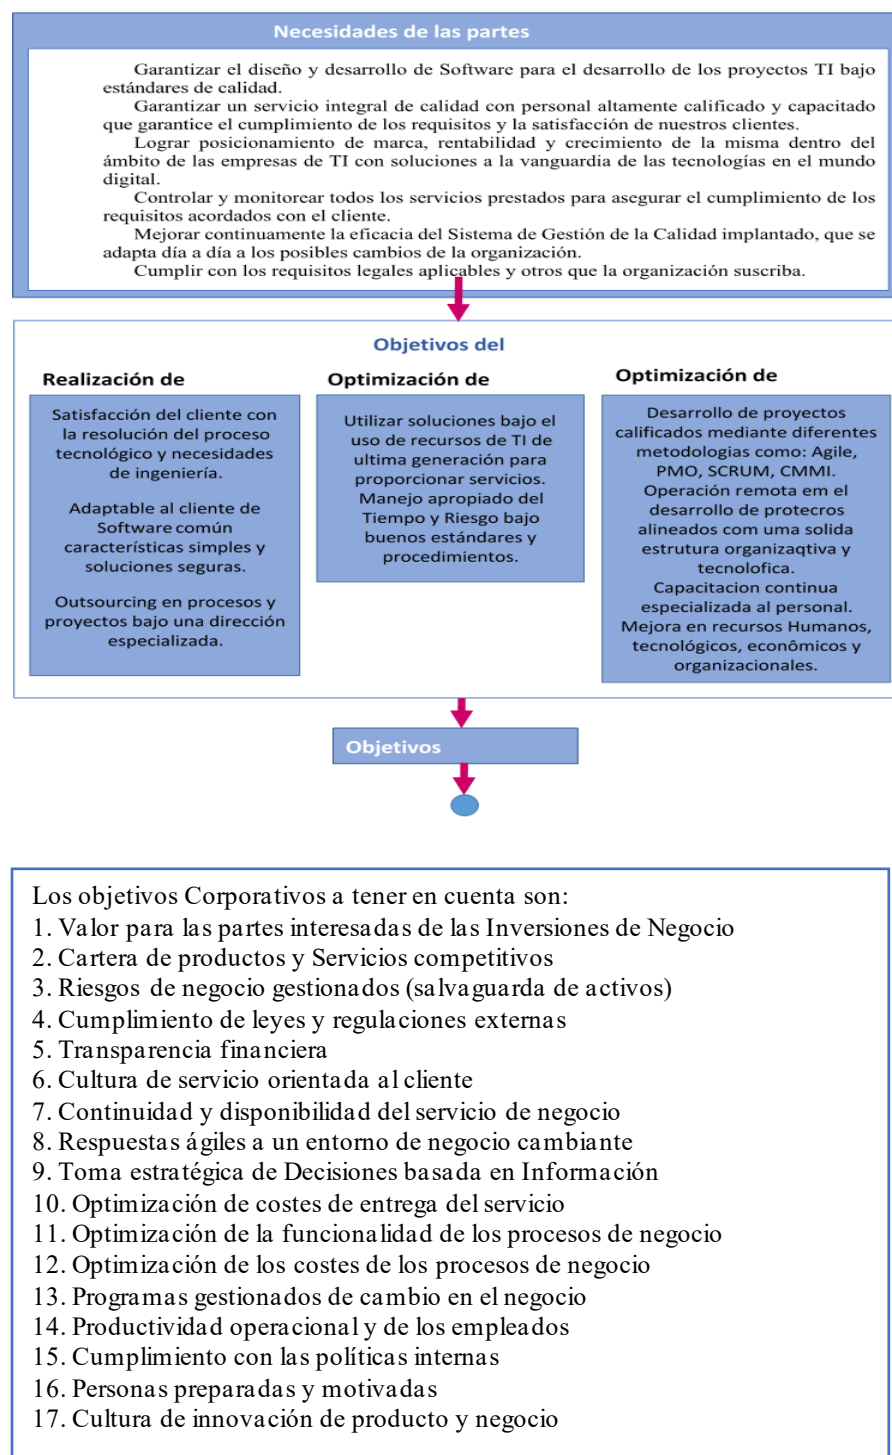 Necesidades de las partes
Garantizar el diseño y desarrollo de Software para el desarrollo de los proyectos TI bajo
estándares de calidad.
Garantizar un servicio integral de calidad con personal altamente calificado y capacitado
que garantice el cumplimiento de los requisitos y la satisfacción de nuestros clientes.
Lograr posicionamiento de marca, rentabilidad y crecimiento de la misma dentro del
ámbito de las empresas de TI con soluciones a la vanguardia de las tecnologías en el mundo
digital.
Controlar y monitorear todos los servicios prestados para asegurar el cumplimiento de los
requisitos acordados con el cliente.
Mejorar continuamente la eficacia del Sistema de Gestión de la Calidad implantado, que se
adapta día a día a los posibles cambios de la organización.
Cumplir con los requisitos legales aplicables y otros que la organización suscriba.
Objetivos del
Realización de
Satisfacción del cliente con
la resolución del proceso
tecnológico y necesidades
de ingeniería.
Adaptable al cliente de
Software común
características simples y
soluciones seguras.
Outsourcing en procesos y
proyectos bajo una dirección
especializada.
Optimización de
Utilizar soluciones bajo el
uso de recursos de TI de
ultima generación para
proporcionar servicios.
Manejo apropiado del
Tiempo y Riesgo bajo
buenos estándares y
procedimientos.
Optimización de
Desarrollo de proyectos
calificados mediante diferentes
metodologias como: Agile,
PMO, SCRUM, CMMI.
Operación remota em el
desarrollo de protecros
alineados com uma solida
estrutura organizaqtiva y
tecnolofica.
Capacitacion continua
especializada al personal.
Mejora en recursos Humanos,
tecnológicos, econômicos y
organizacionales.
Objetivos
Los objetivos Corporativos a tener en cuenta son:
1. Valor para las partes interesadas de las Inversiones de Negocio
2. Cartera de productos y Servicios competitivos
3. Riesgos de negocio gestionados (salvaguarda de activos)
4. Cumplimiento de leyes y regulaciones externas
5. Transparencia financiera
6. Cultura de servicio orientada al cliente
7. Continuidad y disponibilidad del servicio de negocio
8. Respuestas ágiles a un entorno de negocio cambiante
9. Toma estratégica de Decisiones basada en Información
10. Optimización de costes de entrega del servicio
11. Optimización de la funcionalidad de los procesos de negocio
12. Optimización de los costes de los procesos de negocio
13. Programas gestionados de cambio en el negocio
14. Productividad operacional y de los empleados
15. Cumplimiento con las políticas internas
16. Personas preparadas y motivadas
17. Cultura de innovación de producto y negocio